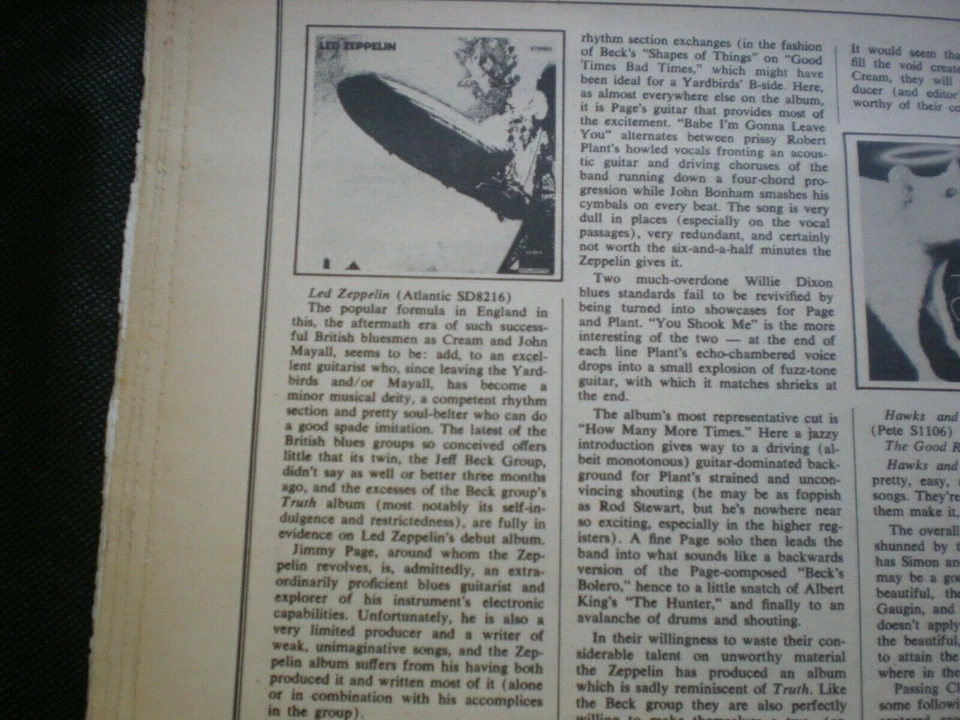 LED ZEPPELIN
STEREO
Led Zeppelin (Atlantic SD8216)
The popular formula in England in
this, the aftermath era of such success-
ful British bluesmen as Cream and John
Mayall, seems to be: add, to an excel-
lent guitarist who, since leaving the Yard-
birds and/or Mayall, has become a
minor musical deity, a competent rhythm
section and pretty soul-belter who can do
a good spade imitation. The latest of the
British blues groups so conceived offers
little that its twin, the Jeff Beck Group,
didn't say as well or better three months
ago, and the excesses of the Beck group's
Truth album (most notably its self-in-
dulgence and restrictedness), are fully in
evidence on Led Zeppelin's debut album.
Jimmy Page, around whom the Zep-
pelin revolves, is, admittedly, an extra-
ordinarily proficient blues guitarist and
explorer of his instrument's electronic
capabilities. Unfortunately, he is also a
very limited producer and a writer of
weak, unimaginative songs, and the Zep-
pelin album suffers from his having both
produced it and written most of it (alone
or in combination with his accomplices
in the group).
rhythm section exchanges (in the fashion
of Beck's "Shapes of Things" on "Good
Times Bad Times," which might have
been ideal for a Yardbirds' B-side. Here,
as almost everywhere else on the album,
it is Page's guitar that provides most of
the excitement. "Babe I'm Gonna Leave
You" alternates between prissy Robert
Plant's howled vocals fronting an acous-
tic guitar and driving choruses of the
band running down a four-chord pro-
gression while John Bonham smashes his
cymbals on every beat. The song is very
dull in places (especially on the vocal
passages), very redundant, and certainly
not worth the six-and-a-half minutes the
Zeppelin gives it.
Two much-overdone Willie Dixon
blues standards fail to be revivified by
being turned into showcases for Page
and Plant. "You Shook Me" is the more
interesting of the two — at the end of
each line Plant's echo-chambered voice
drops into a small explosion of fuzz-tone
guitar, with which it matches shrieks at
the end.
The album's most representative cut is
"How Many More Times." Here a jazzy
introduction gives way to a driving (al-
beit monotonous) guitar-dominated back-
ground for Plant's strained and uncon-
vincing shouting (he may be as foppish
as Rod Stewart, but he's nowhere near
so exciting, especially in the higher reg-
isters). A fine Page solo then leads the
band into what sounds like a backwards
version of the Page-composed "Beck's
Bolero," hence to a little snatch of Albert
King's "The Hunter," and finally to an
avalanche of drums and shouting.
In their willingness to waste their con-
siderable talent on unworthy material
the Zeppelin has produced an album
which is sadly reminiscent of Truth. Like
the Beck group they are also perfectly
willing to make themselves a
It would seem tha
fill the void create
Cream, they will
ducer (and editor
worthy of their co
Hawks and
(Pete S1106)
The Good R
Hawks and
pretty, easy,
songs. They're
them make it,
The overall
shunned by t
has Simon an
may be a goo
beautiful, the
Gaugin, and
doesn't apply
the beautiful,
to attain the
where in the
Passing Cl
some followi